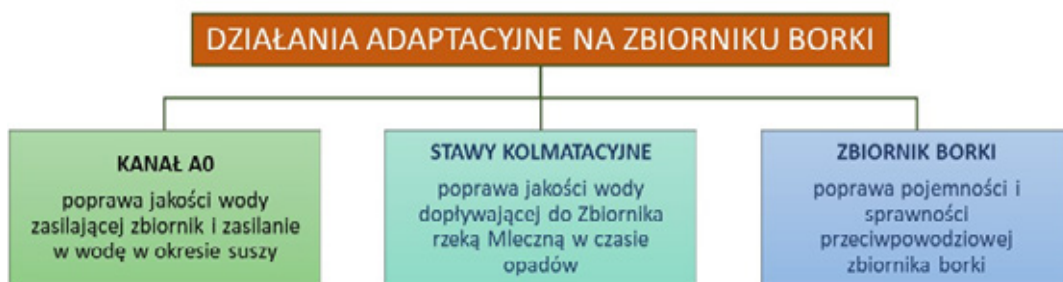 DZIAŁANIA ADAPTACYJNE NA ZBIORNIKU BORKI
KANAŁ A0
poprawa jakości wody
zasilającej zbiornik i zasilanie
w wodę w okresie suszy
STAWY KOLMATACYJNE
poprawa jakości wody
dopływającej do Zbiornika
rzeką Mleczną w czasie
opadów
ZBIORNIK BORKI
poprawa pojemności i
sprawności
przeciwpowodziowej
zbiornika borki